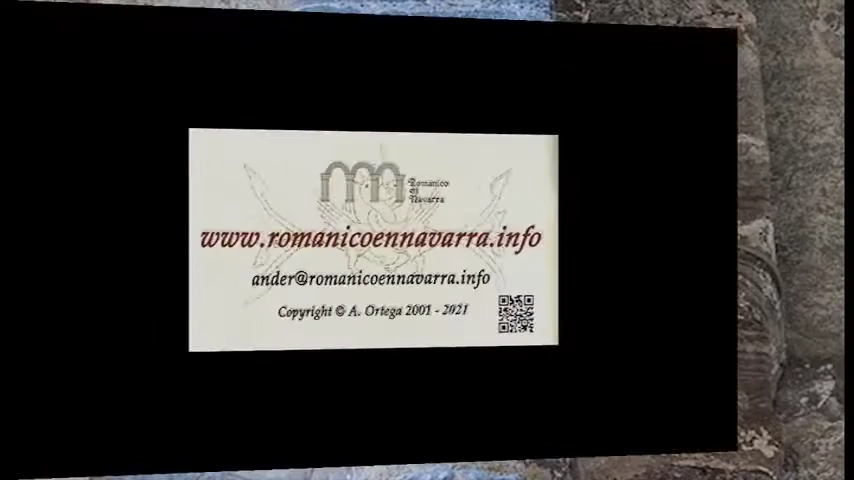 Románico
en
Navarra
www.romanicoennavarra.info
ander@romanicoennavarra.info
Copyright © A. Ortega 2001 - 2021